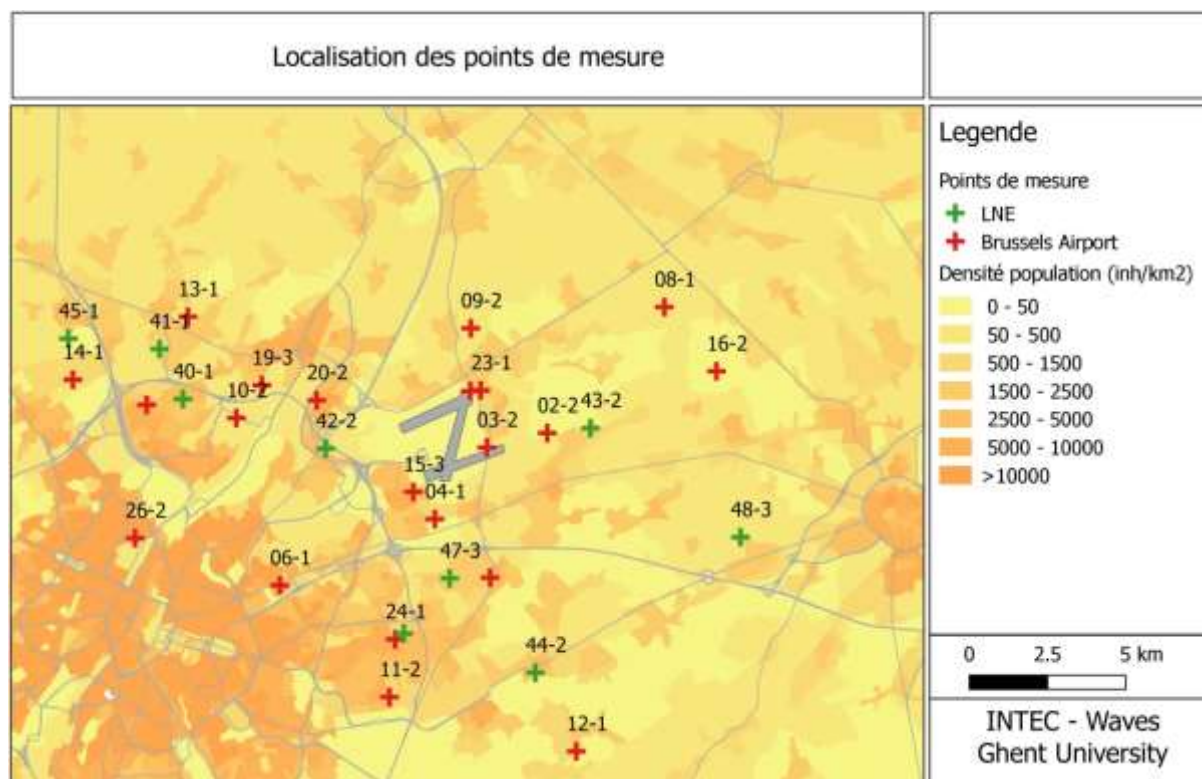 Localisation des points de mesure
Legende
Points de mesure
LNE
Brussels Airport
Densité population (inh/km2)
0 - 50
50 - 500
500 - 1500
1500 - 2500
2500 - 5000
5000 - 10000
>10000
0 2.5 5 km
INTEC - Waves
Ghent University
13-1
08-1
45-1
41-1
09-2
14-1
40-1
19-3
20-2
23-1
16-2
10-2
42-2
03-2
02-2
43-2
15-3
04-1
26-2
48-3
06-1
47-3
24-1
44-2
11-2
12-1